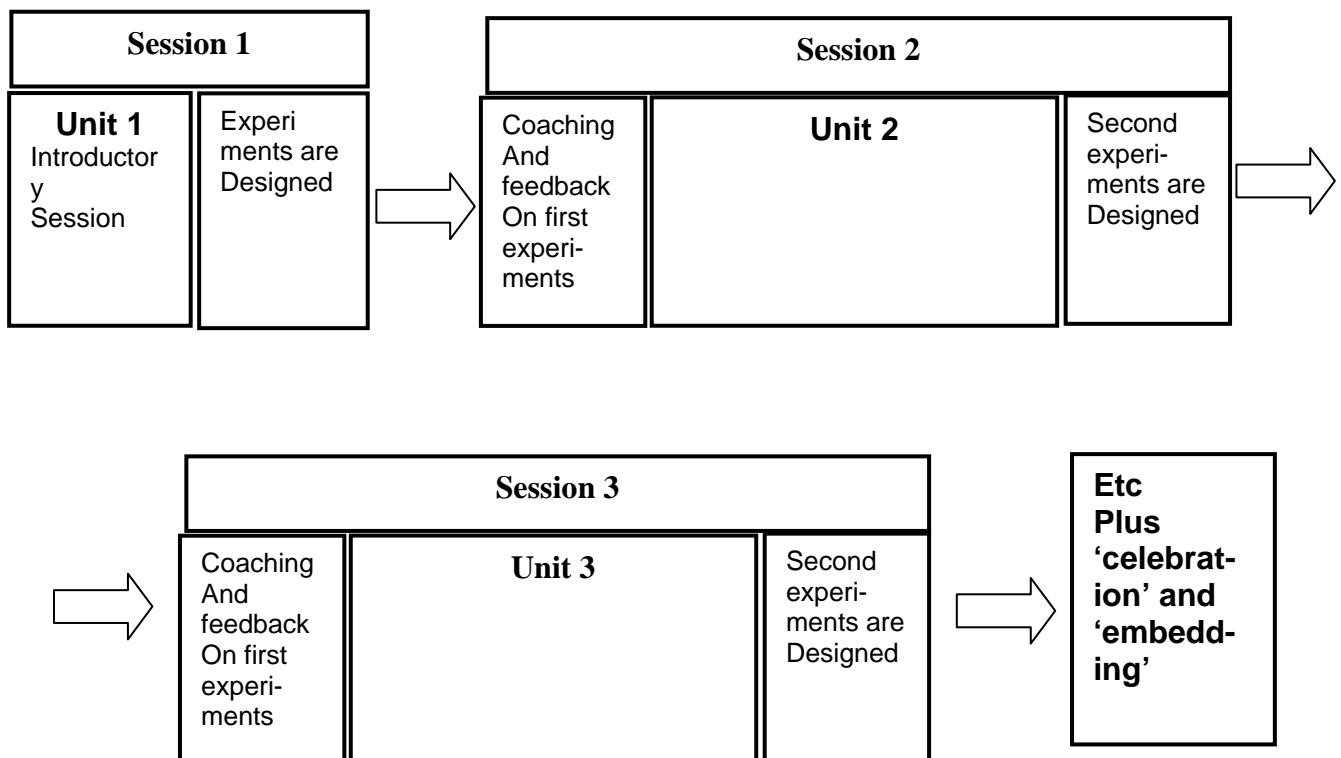 Session 1
Unit 1
Introductor
y
Session
Experi
ments are
Designed
Session 2
Coaching
And
feedback
On first
experi-
ments
Unit 2
Second
experi-
ments are
Designed
Session 3
Coaching
And
feedback
On first
experi-
ments
Unit 3
Second
experi-
ments are
Designed
Etc
Plus
‘celebrat-
ion’ and
‘embedd-
ing’